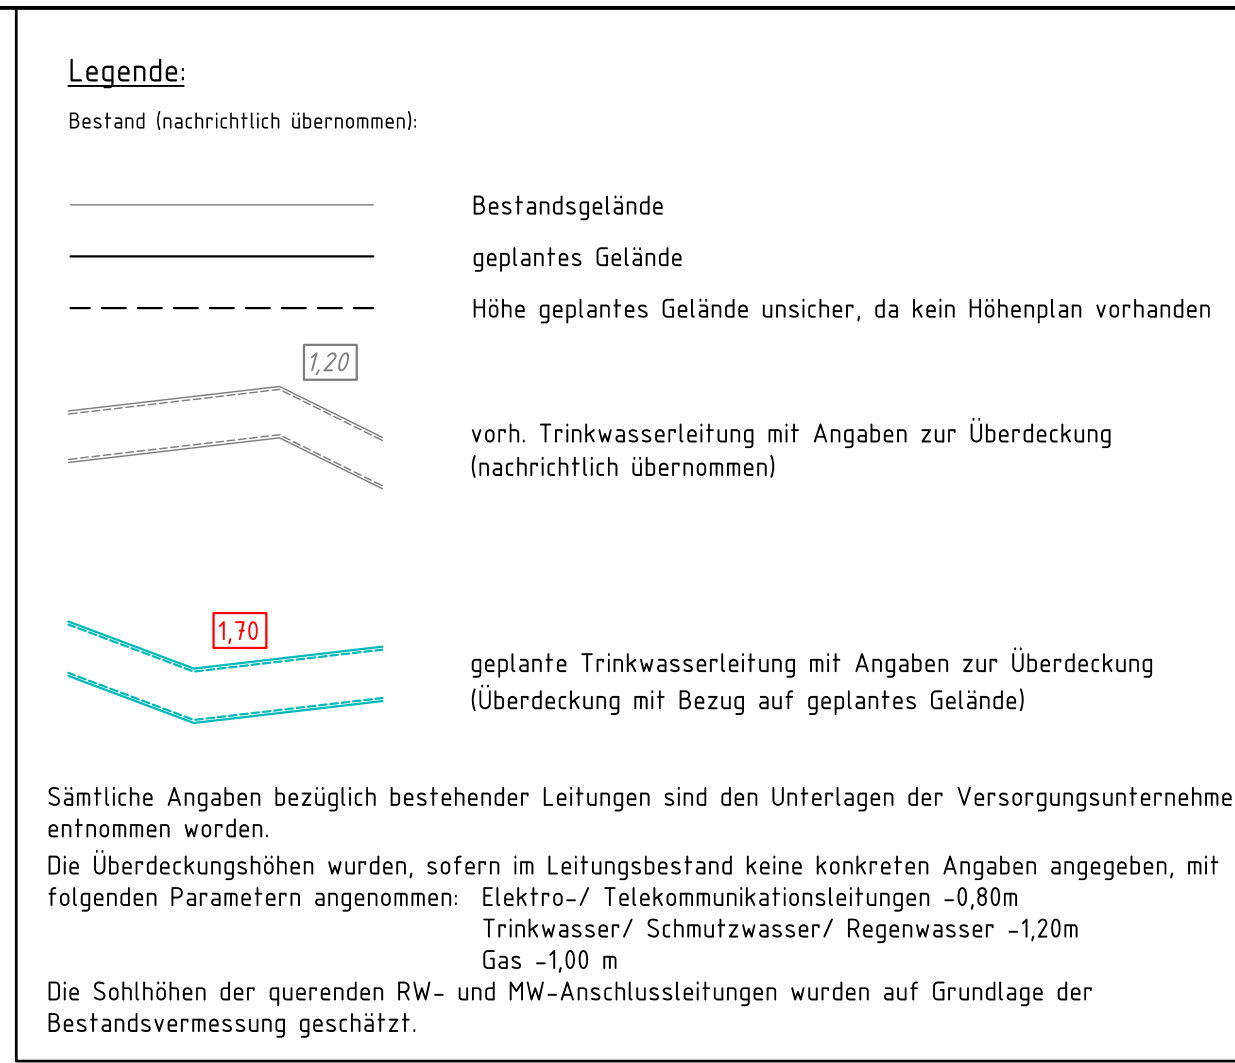 Legende:
Bestand (nachrichtlich übernommen):
Bestandsgelände
geplantes Gelände
Höhe geplantes Gelände unsicher, da kein Höhenplan vorhanden
1,20
vorh. Trinkwasserleitung mit Angaben zur Überdeckung
(nachrichtlich übernommen)
1,70
geplante Trinkwasserleitung mit Angaben zur Überdeckung
(Überdeckung mit Bezug auf geplantes Gelände)
Sämtliche Angaben bezüglich bestehender Leitungen sind den Unterlagen der Versorgungsunternehme
entnommen worden.
Die Überdeckungshöhen wurden, sofern im Leitungsbestand keine konkreten Angaben angegeben, mit
folgenden Parametern angenommen: Elektro-/ Telekommunikationsleitungen -0,80m
Trinkwasser/ Schmutzwasser/ Regenwasser -1,20m
Gas -1,00 m
Die Sohlhöhen der querenden RW- und MW-Anschlussleitungen wurden auf Grundlage der
Bestandsvermessung geschätzt.